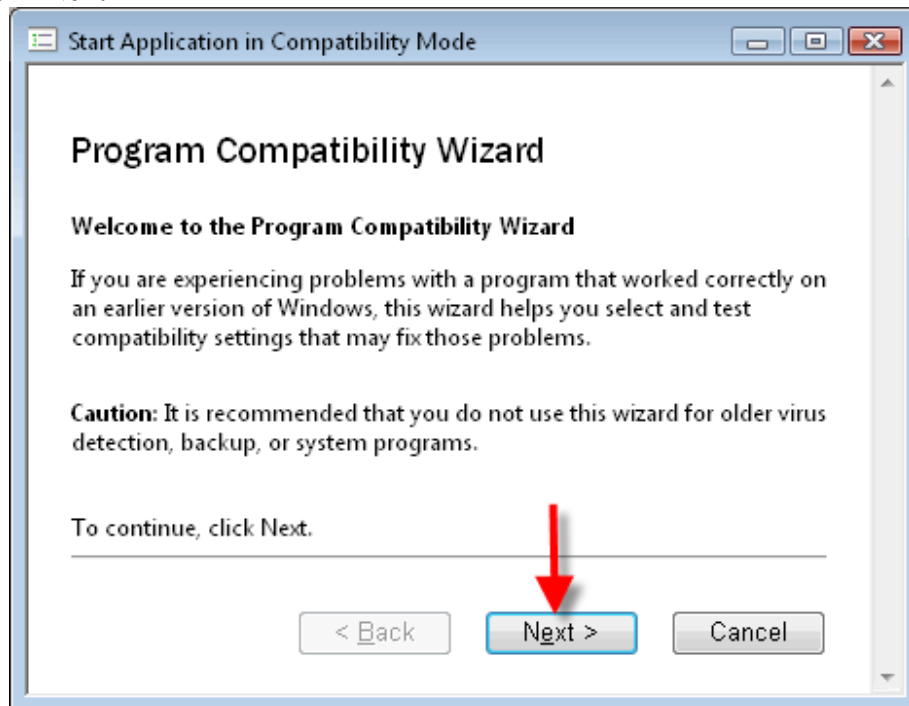 Start Application in Compatibility Mode
Program Compatibility Wizard
Welcome to the Program Compatibility Wizard
If you are experiencing problems with a program that worked correctly on
an earlier version of Windows, this wizard helps you select and test
compatibility settings that may fix those problems.
Caution: It is recommended that you do not use this wizard for older virus
detection, backup, or system programs.
To continue, click Next.
< Back Next > Cancel